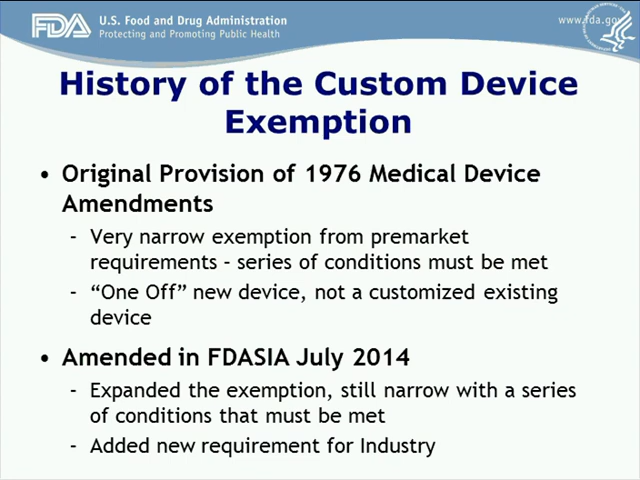 FDA U.S. Food and Drug Administration
Protecting and Promoting Public Health
www.fda.gov
History of the Custom Device
Exemption
• Original Provision of 1976 Medical Device
Amendments
- Very narrow exemption from premarket
requirements - series of conditions must be met
- “One Off” new device, not a customized existing
device
• Amended in FDASIA July 2014
- Expanded the exemption, still narrow with a series
of conditions that must be met
- Added new requirement for Industry